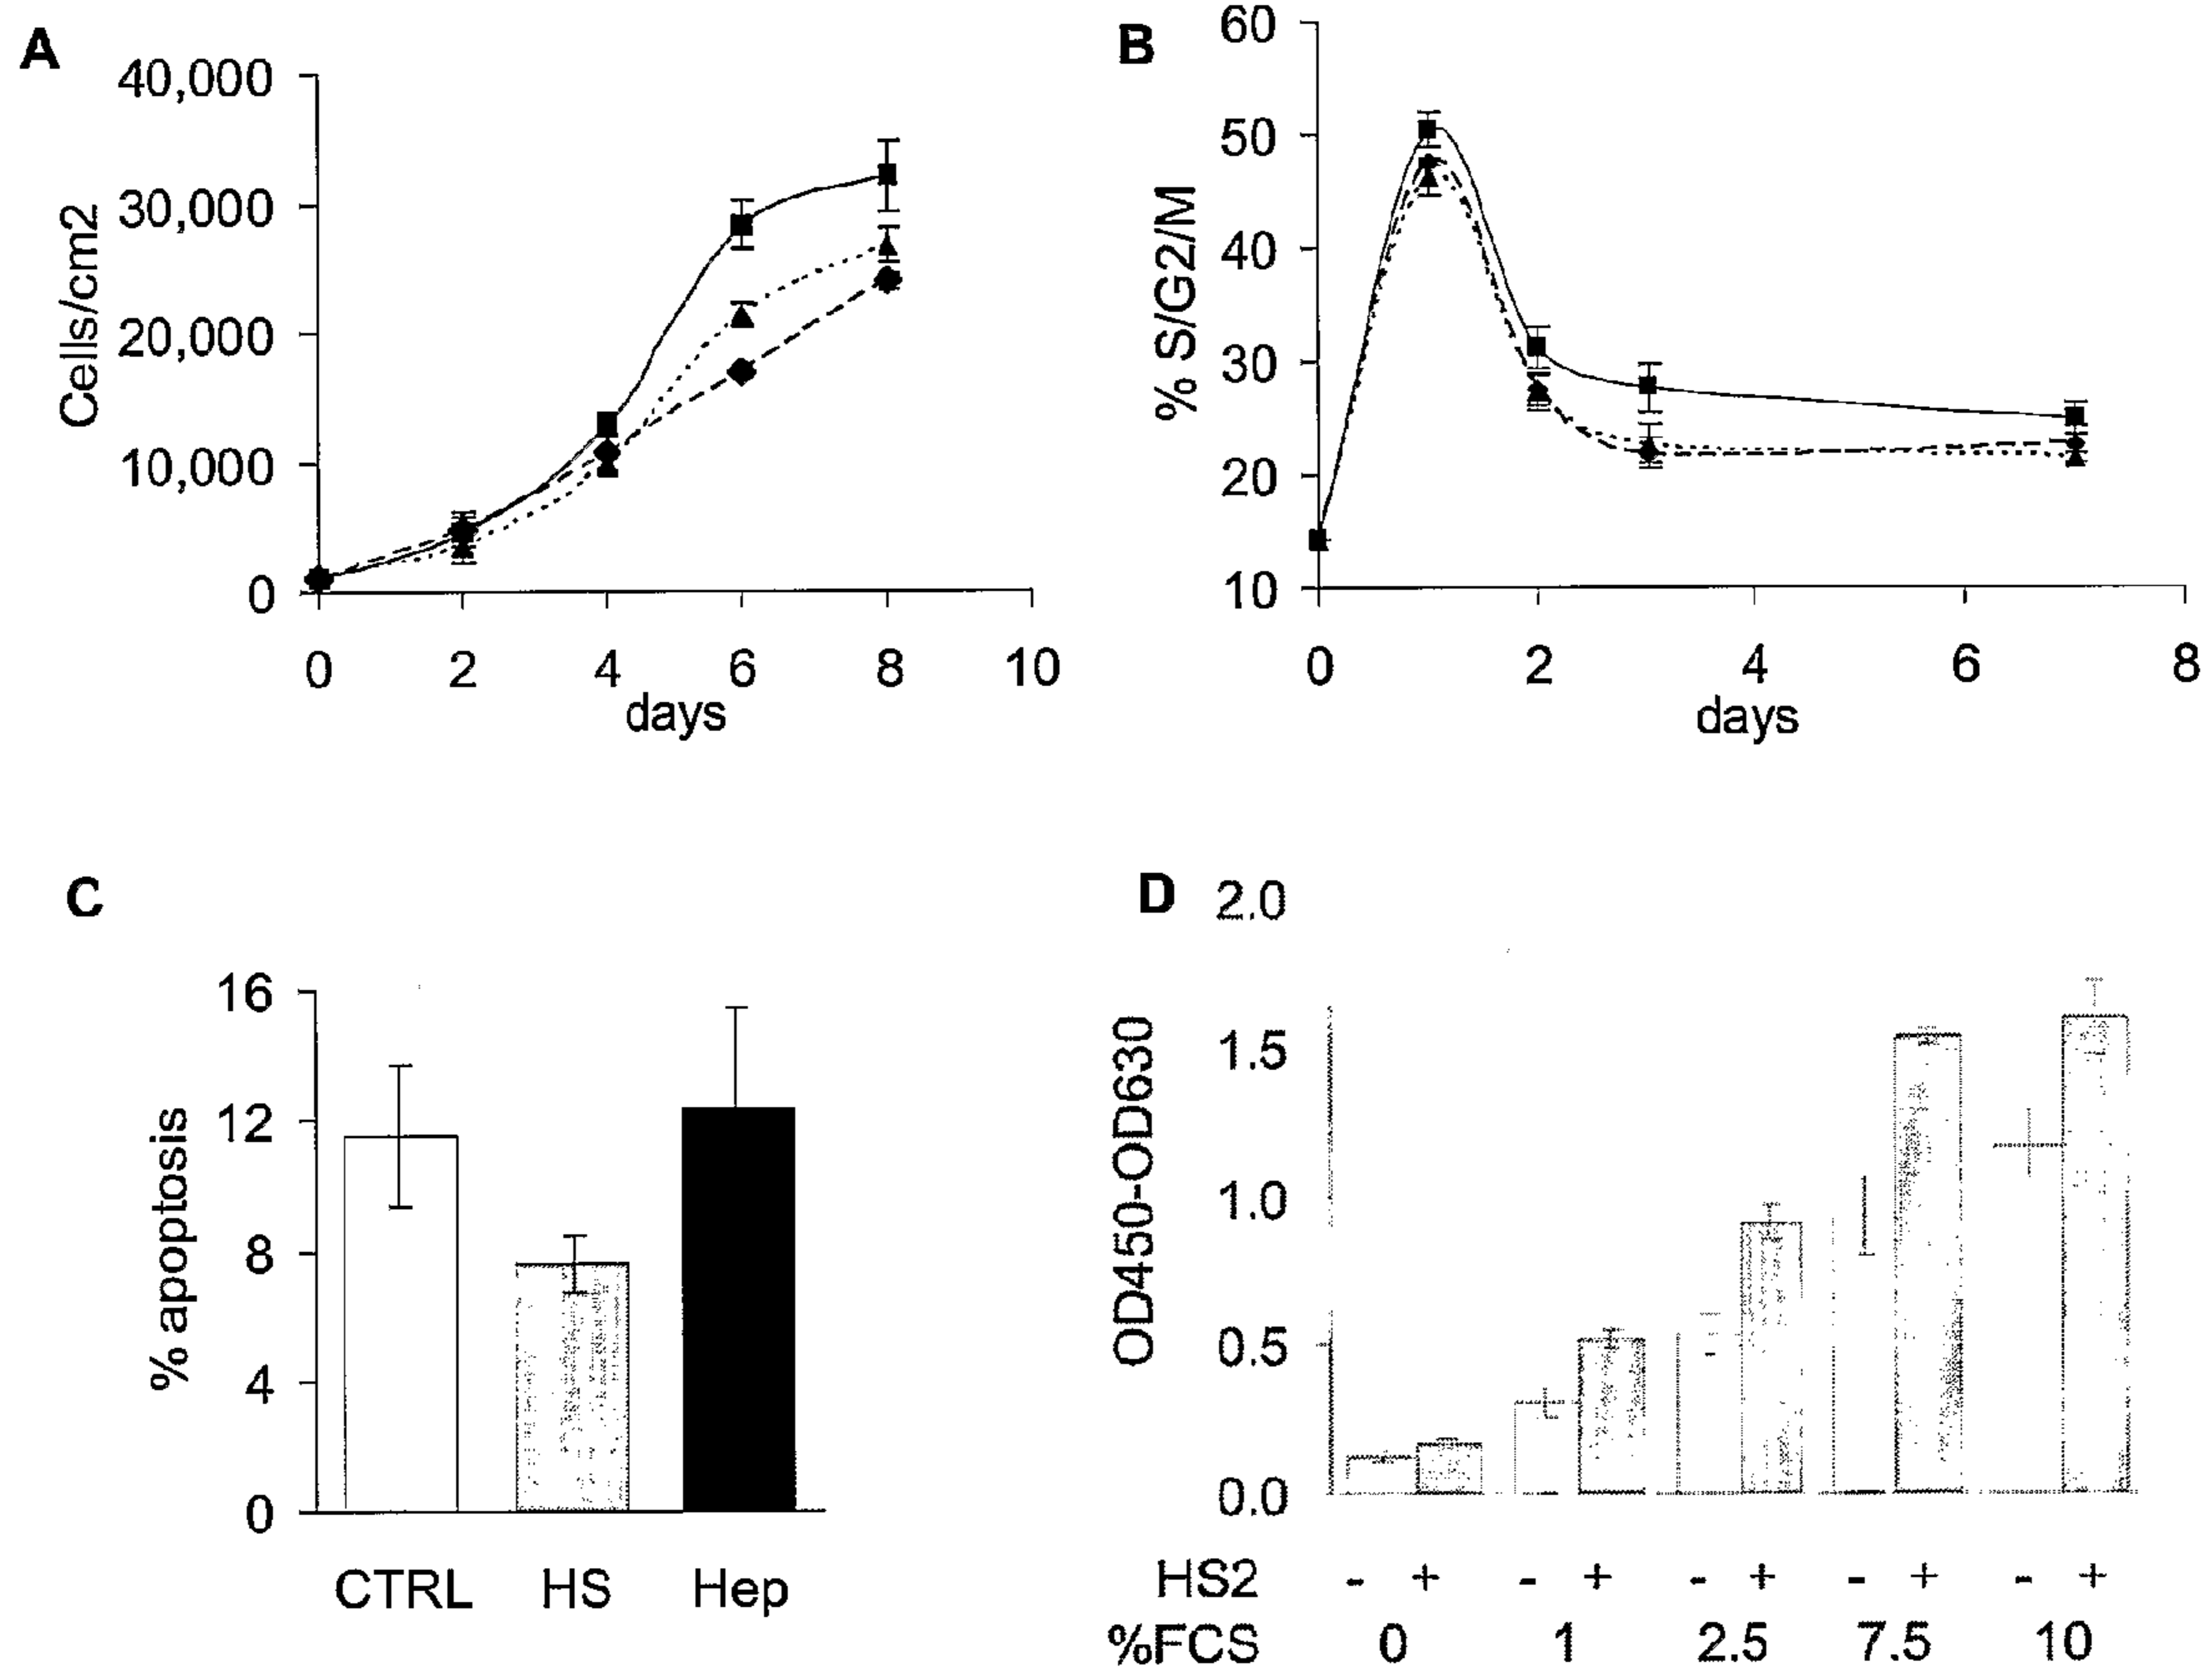 A
40,000
30,000
20,000
10,000
0
Cells/cm2
0 2 4 6 8 10
days
B
60
50
40
30
20
10
% S/G2/M
0 2 4 6 8
days
C
16
12
8
4
0
% apoptosis
CTRL HS Hep
D
2.0
1.5
1.0
0.5
0.0
OD450-OD630
HS2 - + - + - + - + - +
%FCS 0 1 2.5 7.5 10